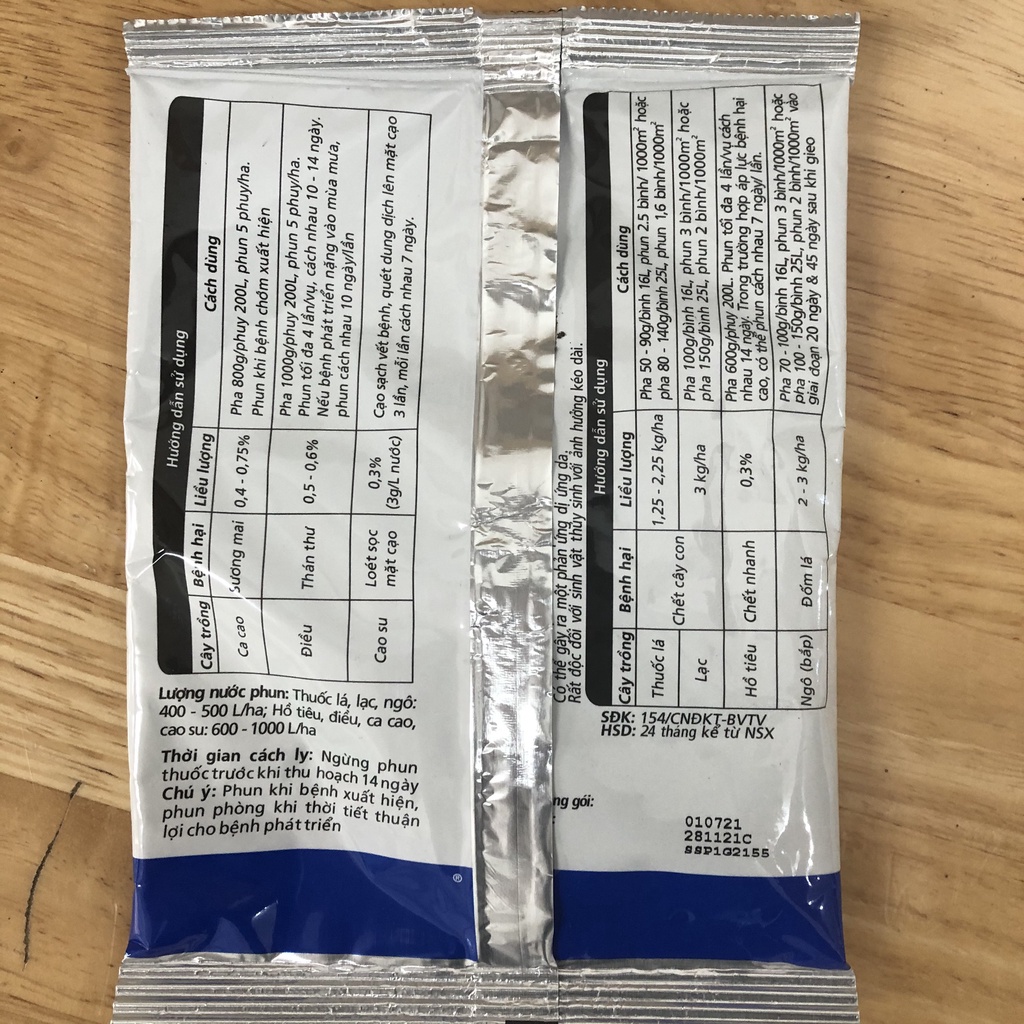 Hướng dẫn sử dụng
Cây trồng Bệnh hại Liều lượng Cách dùng
Ca cao Sương mai 0,4 - 0,75% Pha 800g/phuy 200L, phun 5 phuy/ha.
Phun khi bệnh chớm xuất hiện
Điều Thán thư 0,5 - 0,6% Pha 1000g/phuy 200L, phun 5 phuy/ha.
Phun tối đa 4 lần/vụ, cách nhau 10 - 14 ngày.
Nếu bệnh phát triển nặng vào mùa mưa,
phun cách nhau 10 ngày/lần
Cao su Loét sọc
mặt cạo 0,3%
(3g/L nước) Cạo sạch vết bệnh, quét dung dịch lên mặt cạo
3 lần, mỗi lần cách nhau 7 ngày.
Lượng nước phun: Thuốc lá, lạc, ngô:
400 - 500 L/ha; Hồ tiêu, điều, ca cao,
cao su: 600 - 1000 L/ha
Thời gian cách ly: Ngừng phun
thuốc trước khi thu hoạch 14 ngày
Chú ý: Phun khi bệnh xuất hiện,
phun phòng khi thời tiết thuận
lợi cho bệnh phát triển
®
Có thể gây ra một phản ứng dị ứng da.
Rất độc đối với sinh vật thủy sinh với ảnh hưởng kéo dài.
Hướng dẫn sử dụng
Cây trồng Bệnh hại Liều lượng Cách dùng
Thuốc lá Chết cây con 1,25 - 2,25 kg/ha Pha 50 - 90g/bình 16L, phun 2.5 bình/ 1000m² hoặc
pha 80 - 140g/bình 25L, phun 1,6 bình/1000m²
Lạc 3 kg/ha Pha 100g/bình 16L, phun 3 bình/1000m² hoặc
pha 150g/bình 25L, phun 2 bình/1000m²
Hồ tiêu Chết nhanh 0,3% Pha 600g/phuy 200L. Phun tối đa 4 lần/vụ cách
nhau 14 ngày. Trong trường hợp áp lực bệnh hại
cao, có thể phun cách nhau 7 ngày/ lần.
Ngô (bắp) Đốm lá 2 - 3 kg/ha Pha 70 - 100g/bình 16L, phun 3 bình/1000m² hoặc
pha 100 - 150g/bình 25L, phun 2 bình/1000m² vào
giai đoạn 20 ngày & 45 ngày sau khi gieo
SĐK: 154/CNĐKT-BVTV
HSD: 24 tháng kể từ NSX
ng gói:
010721
281121C
SSP1G2155